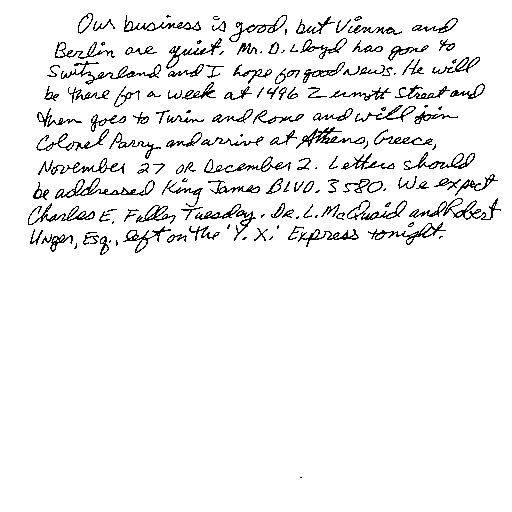 Our business is good, but Vienna and
Berlin are quiet. Mr. D. Lloyd has gone to
Switzerland and I hope for good news. He will
be there for a week at 1496 Zermott Street and
then goes to Turin and Rome and will join
Colonel Parry and arrive at Athens, Greece,
November 27 or December 2. Letters should
be addressed King James Blvd. 3580. We expect
Charles E. Fuller Tuesday. Dr. L. McQuaid and Robert
Unger, Esq., left on the 'Y. X.' Express tonight.